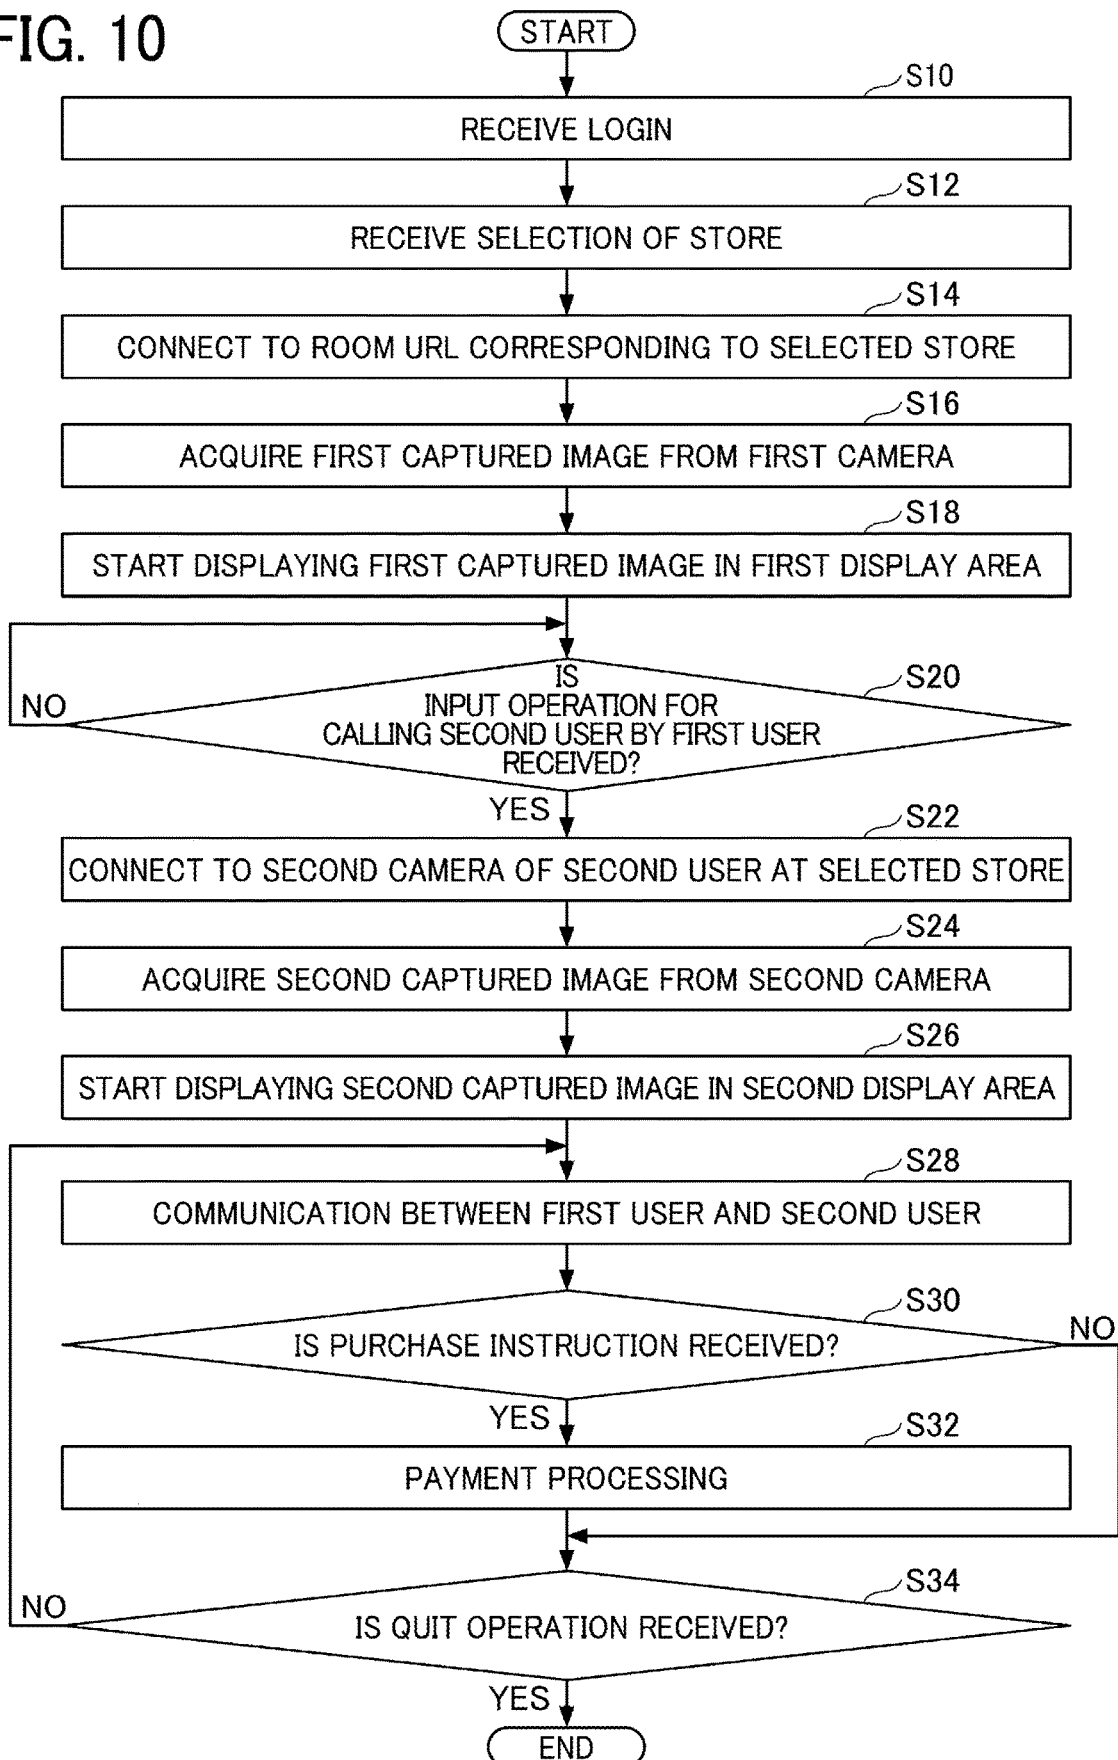 FIG. 10
START
S10
RECEIVE LOGIN
S12
RECEIVE SELECTION OF STORE
S14
CONNECT TO ROOM URL CORRESPONDING TO SELECTED STORE
S16
ACQUIRE FIRST CAPTURED IMAGE FROM FIRST CAMERA
S18
START DISPLAYING FIRST CAPTURED IMAGE IN FIRST DISPLAY AREA
S20
IS
INPUT OPERATION FOR
CALLING SECOND USER BY FIRST USER
RECEIVED?
NO
YES
S22
CONNECT TO SECOND CAMERA OF SECOND USER AT SELECTED STORE
S24
ACQUIRE SECOND CAPTURED IMAGE FROM SECOND CAMERA
S26
START DISPLAYING SECOND CAPTURED IMAGE IN SECOND DISPLAY AREA
S28
COMMUNICATION BETWEEN FIRST USER AND SECOND USER
S30
IS PURCHASE INSTRUCTION RECEIVED?
NO
YES
S32
PAYMENT PROCESSING
S34
IS QUIT OPERATION RECEIVED?
NO
YES
END